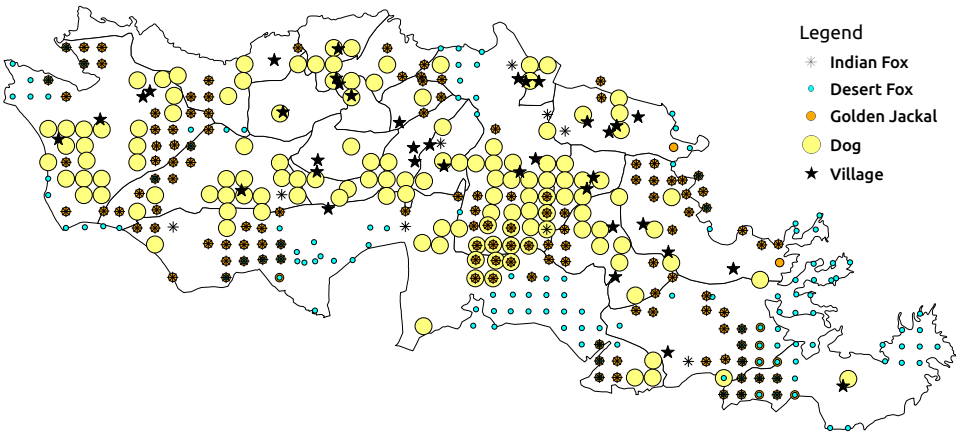 Legend
Indian Fox
Desert Fox
Golden Jackal
Dog
Village